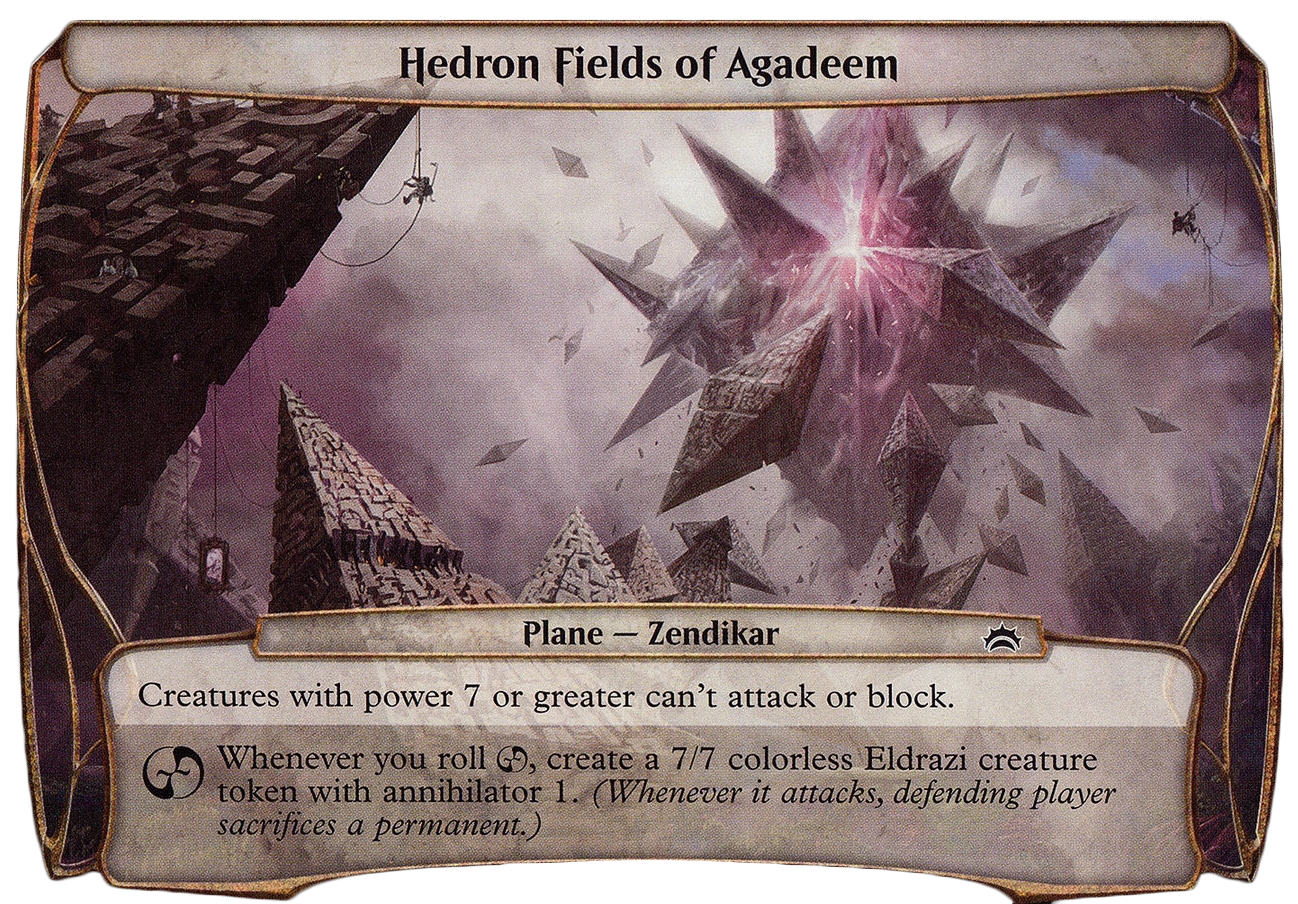 Hedron Fields of Agadeem
Plane — Zendikar
Creatures with power 7 or greater can't attack or block.
Whenever you roll , create a 7/7 colorless Eldrazi creature
token with annihilator 1. (Whenever it attacks, defending player
sacrifices a permanent.)